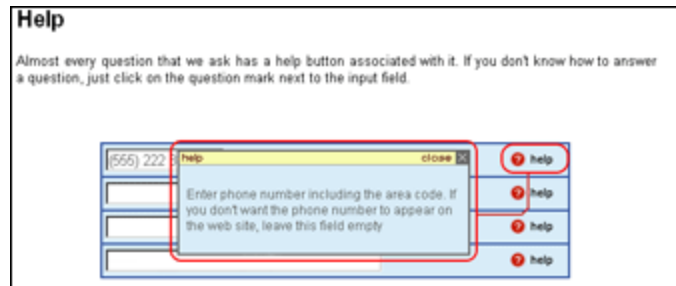 Help
Almost every question that we ask has a help button associated with it. If you don't know how to answer
a question, just click on the question mark next to the input field.
(555) 222 help close help
Enter phone number including the area code. If help
you don't want the phone number to appear on
the web site, leave this field empty help
help